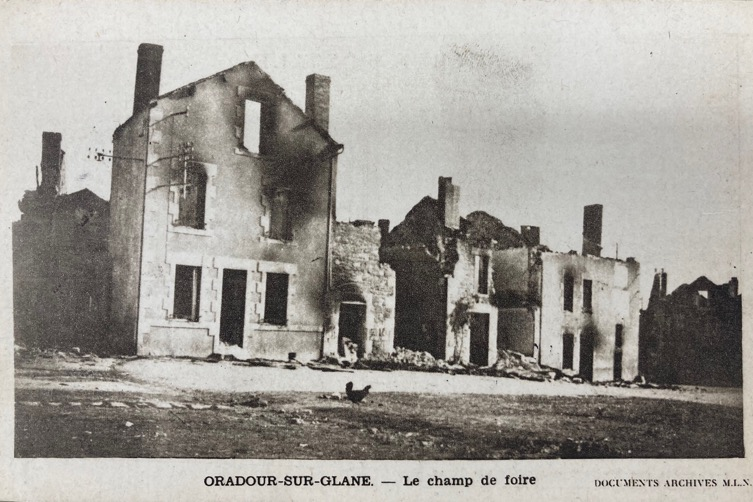 ORADOUR-SUR-GLANE. — Le champ de foire
DOCUMENTS ARCHIVES M.L.N.